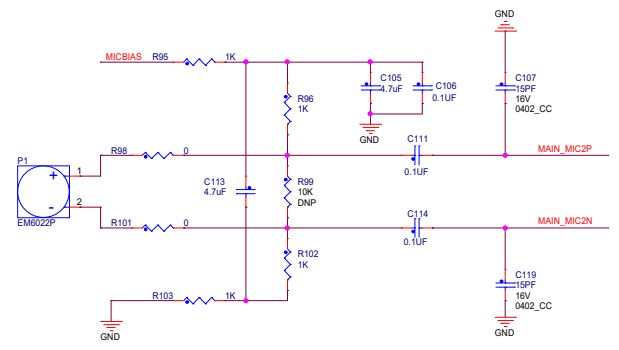 GND
MICBIAS R95 1K
C105
4.7uF
C106
0.1UF
C107
15PF
16V
0402_CC
R96
1K
GND
C111
0.1UF
R98 0
MAIN_MIC2P
P1
+ 1
- 2
EM6022P
C113
4.7uF
R99
10K
DNP
R101 0
C114
0.1UF
MAIN_MIC2N
R102
1K
C119
15PF
16V
0402_CC
R103 1K
GND
GND